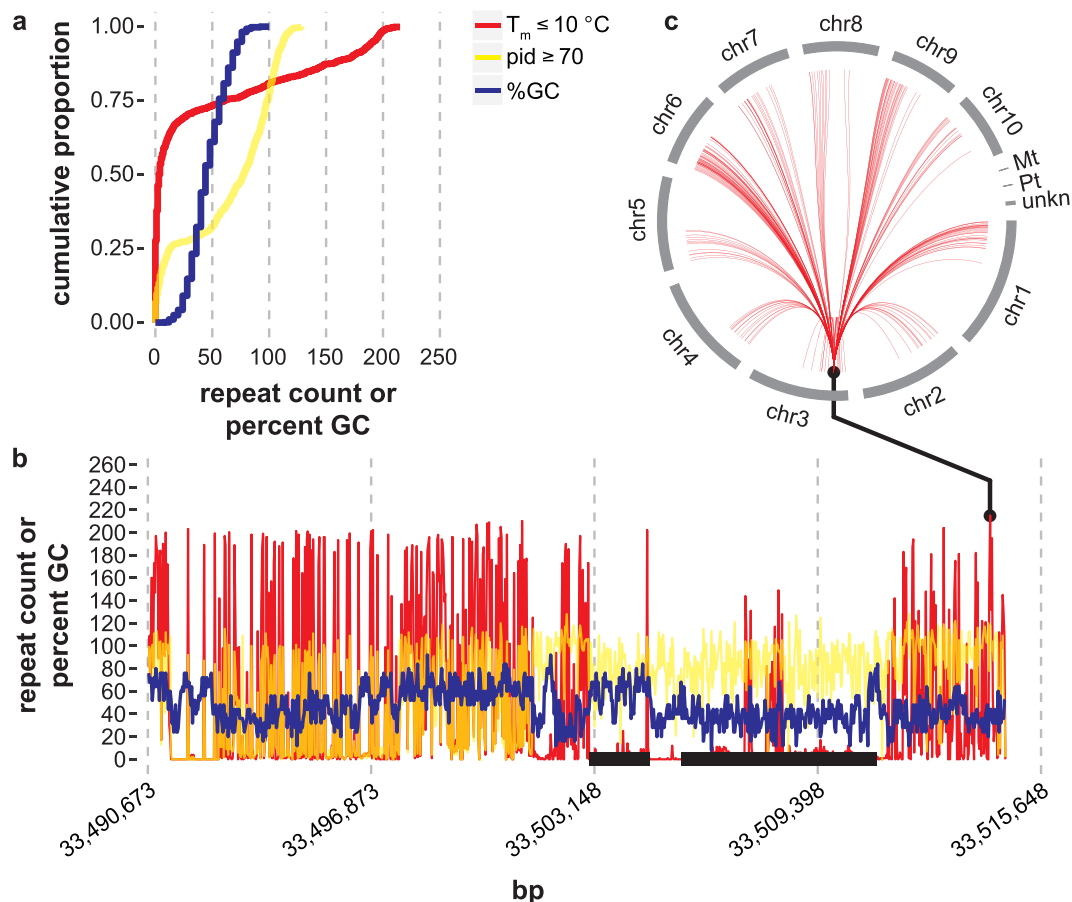 a
1.00
0.75
0.50
0.25
0.00
cumulative proportion
0 50 100 150 200 250
repeat count or
percent GC
Tm ≤ 10 °C
pid ≥ 70
%GC
c
chr8
chr9
chr10
Mt
Pt
unkn
chr1
chr2
chr3
chr4
chr5
chr6
chr7
b
260
240
220
200
180
160
140
120
100
80
60
40
20
0
repeat count or
percent GC
33,490,673
33,496,873
33,503,148
33,509,398
33,515,648
bp